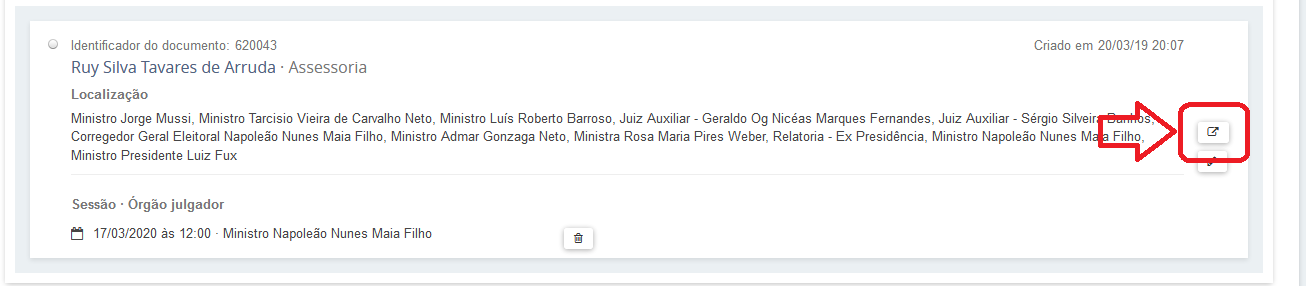 Identificador do documento: 620043
Criado em 20/03/19 20:07
Ruy Silva Tavares de Arruda · Assessoria
Localização
Ministro Jorge Mussi, Ministro Tarcisio Vieira de Carvalho Neto, Ministro Luís Roberto Barroso, Juiz Auxiliar - Geraldo Og Nicéas Marques Fernandes, Juiz Auxiliar - Sérgio Silveira Banhos,
Corregedor Geral Eleitoral Napoleão Nunes Maia Filho, Ministro Admar Gonzaga Neto, Ministra Rosa Maria Pires Weber, Relatoria - Ex Presidência, Ministro Napoleão Nunes Maia Filho,
Ministro Presidente Luiz Fux
Sessão · Órgão julgador
17/03/2020 às 12:00 · Ministro Napoleão Nunes Maia Filho